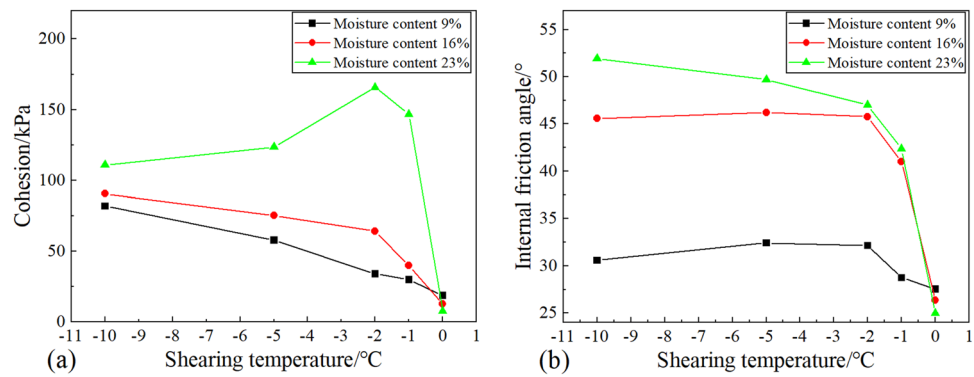 Moisture content 9%
Moisture content 16%
Moisture content 23%
200
150
100
50
0
Cohesion/kPa
-11 -10 -9 -8 -7 -6 -5 -4 -3 -2 -1 0 1
(a) Shearing temperature/°C
Moisture content 9%
Moisture content 16%
Moisture content 23%
55
50
45
40
35
30
25
Internal friction angle/°
-11 -10 -9 -8 -7 -6 -5 -4 -3 -2 -1 0 1
(b) Shearing temperature/°C